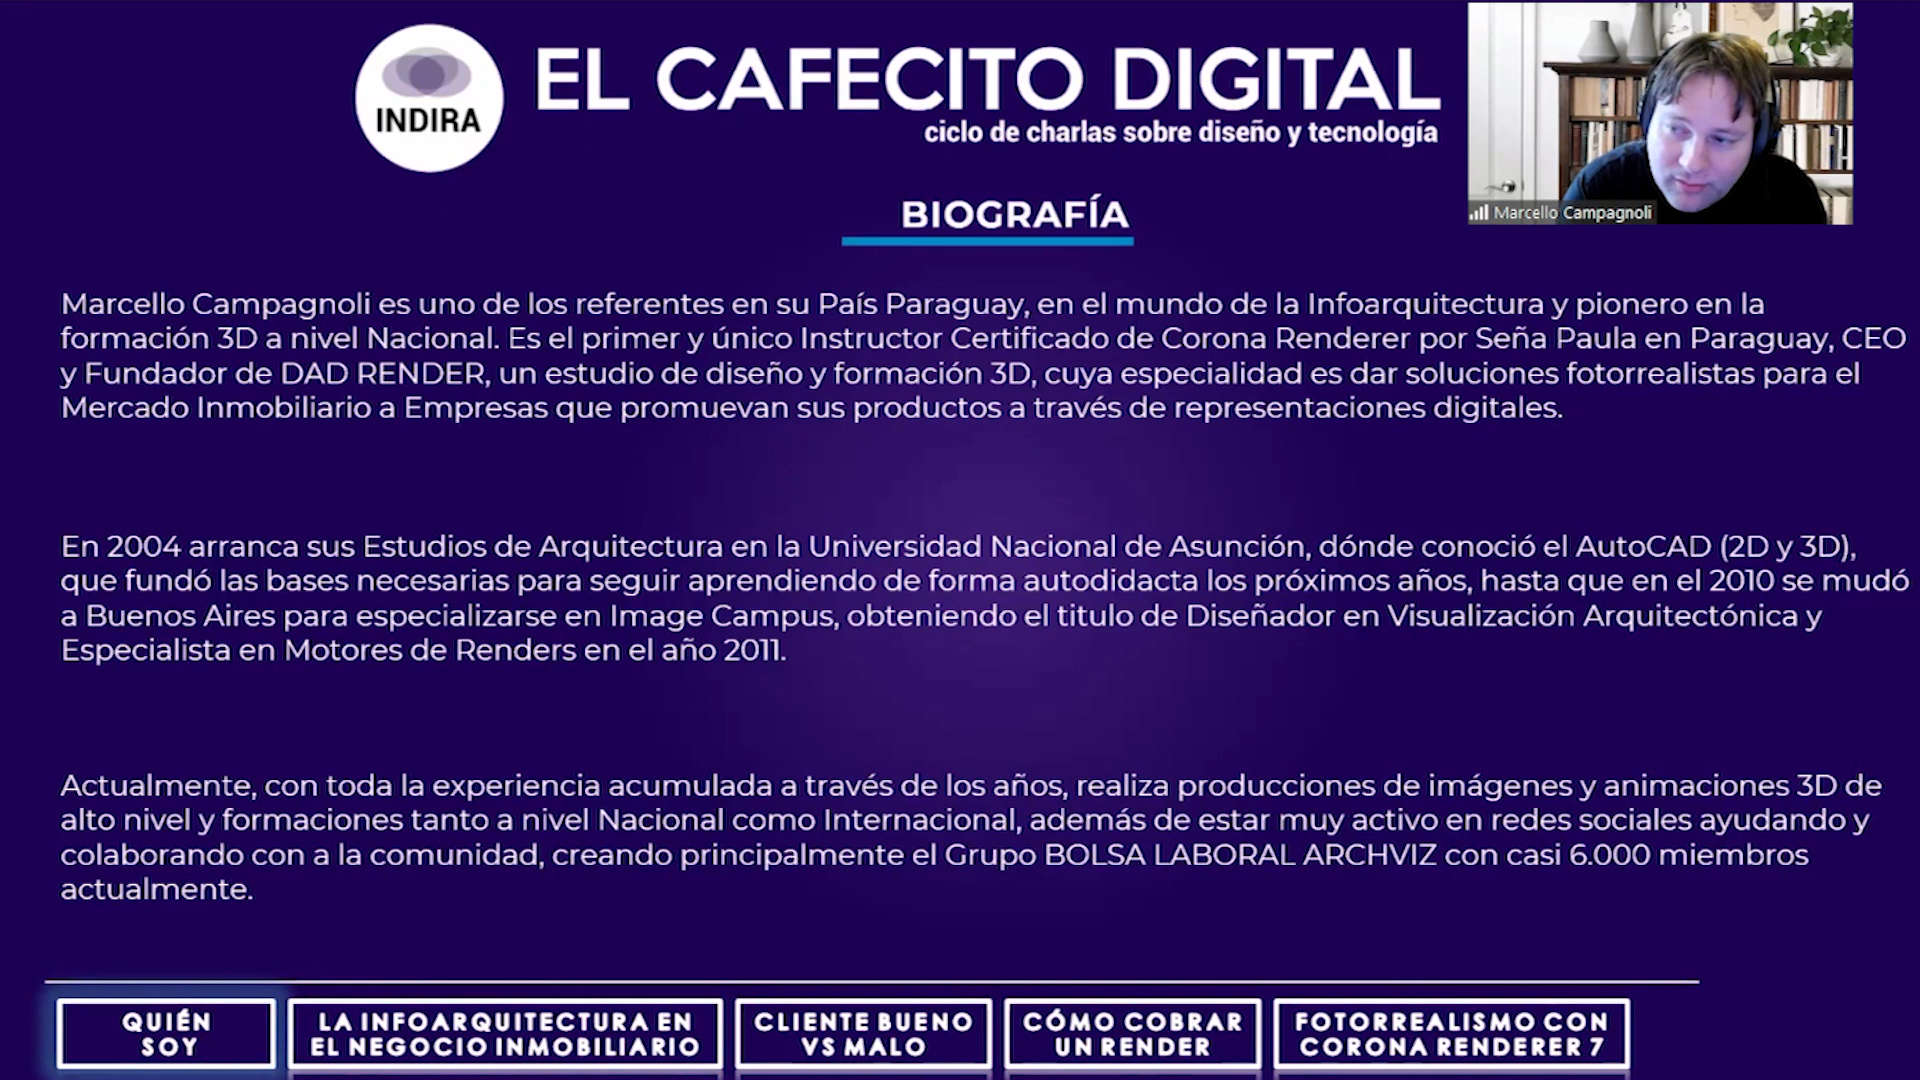 INDIRA
EL CAFECITO DIGITAL
ciclo de charlas sobre diseño y tecnología
Marcello Campagnoli
BIOGRAFÍA
Marcello Campagnoli es uno de los referentes en su País Paraguay, en el mundo de la Infoarquitectura y pionero en la
formación 3D a nivel Nacional. Es el primer y único Instructor Certificado de Corona Renderer por Seña Paula en Paraguay, CEO
y Fundador de DAD RENDER, un estudio de diseño y formación 3D, cuya especialidad es dar soluciones fotorrealistas para el
Mercado Inmobiliario a Empresas que promuevan sus productos a través de representaciones digitales.
En 2004 arranca sus Estudios de Arquitectura en la Universidad Nacional de Asunción, dónde conoció el AutoCAD (2D y 3D),
que fundó las bases necesarias para seguir aprendiendo de forma autodidacta los próximos años, hasta que en el 2010 se mudó
a Buenos Aires para especializarse en Image Campus, obteniendo el titulo de Diseñador en Visualización Arquitectónica y
Especialista en Motores de Renders en el año 2011.
Actualmente, con toda la experiencia acumulada a través de los años, realiza producciones de imágenes y animaciones 3D de
alto nivel y formaciones tanto a nivel Nacional como Internacional, además de estar muy activo en redes sociales ayudando y
colaborando con a la comunidad, creando principalmente el Grupo BOLSA LABORAL ARCHVIZ con casi 6.000 miembros
actualmente.
QUIÉN
SOY
LA INFOARQUITECTURA EN
EL NEGOCIO INMOBILIARIO
CLIENTE BUENO
VS MALO
CÓMO COBRAR
UN RENDER
FOTORREALISMO CON
CORONA RENDERER 7